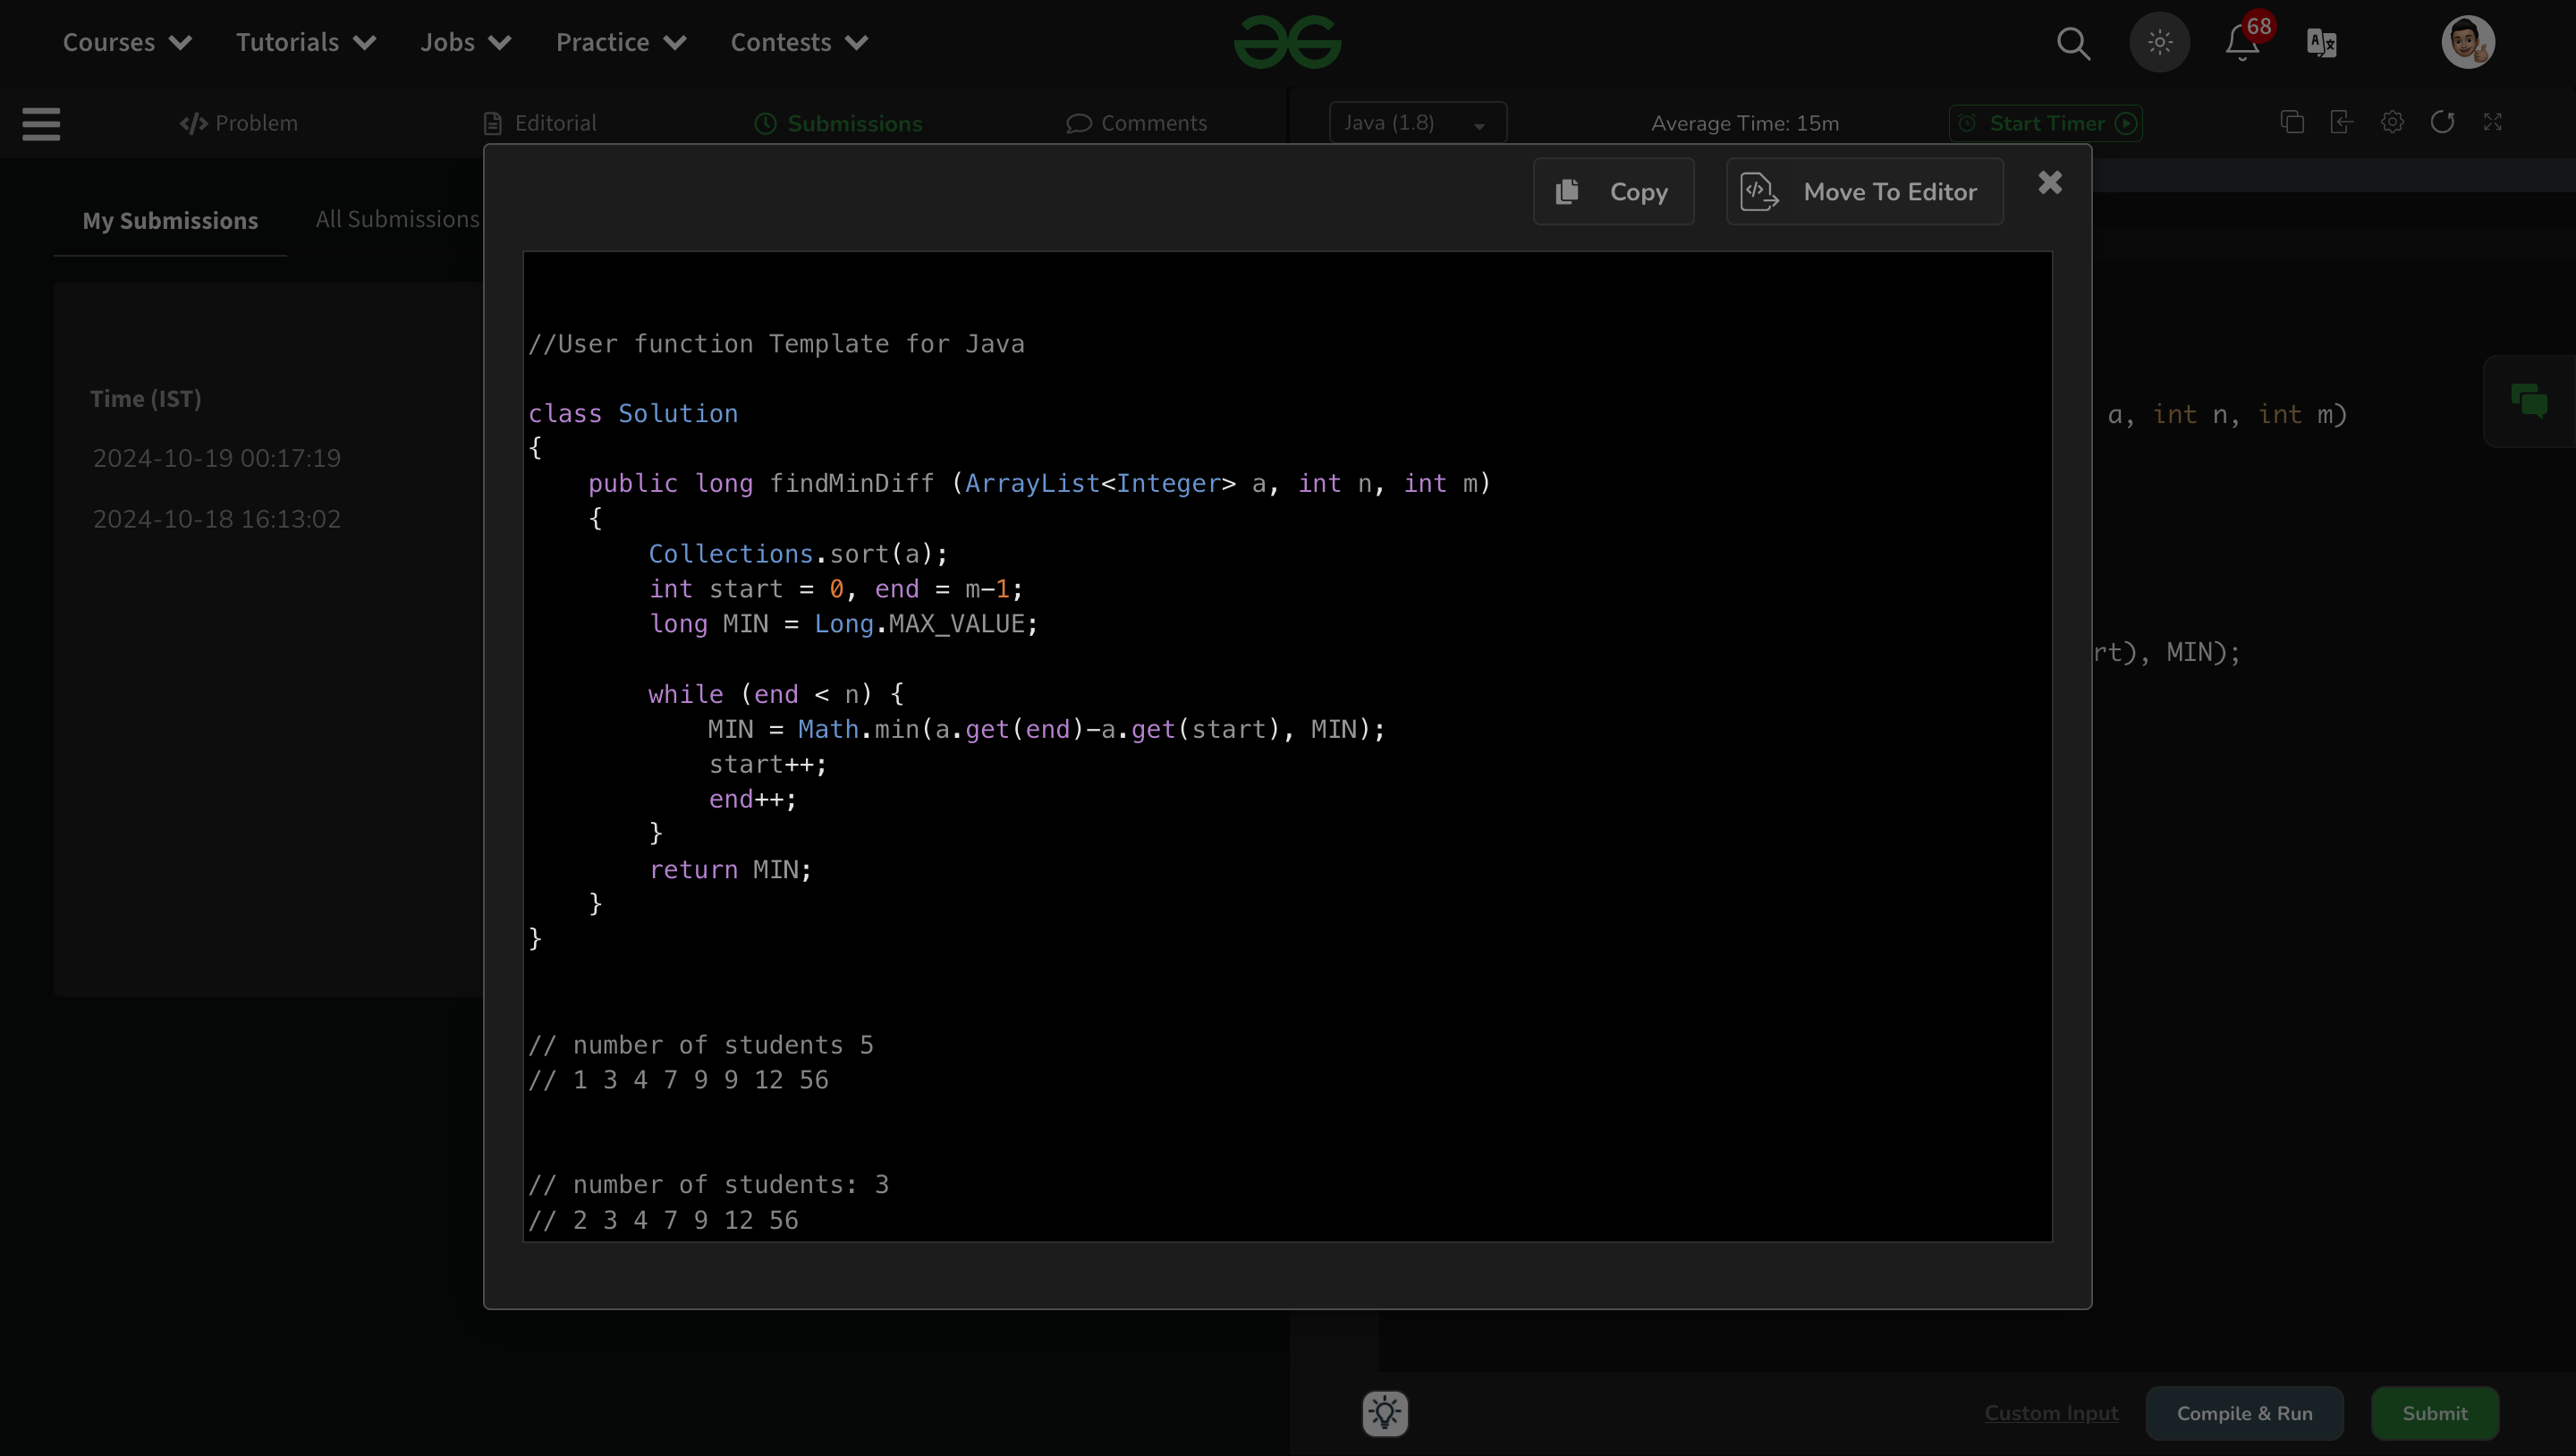 Courses Tutorials Jobs Practice Contests 68
Problem Editorial Submissions Comments Java (1.8) Average Time: 15m Start Timer
Copy Move To Editor
My Submissions All Submissions
Time (IST)
2024-10-19 00:17:19
2024-10-18 16:13:02
//User function Template for Java
class Solution
{
public long findMinDiff (ArrayList<Integer> a, int n, int m)
{
Collections.sort(a);
int start = 0, end = m-1;
long MIN = Long.MAX_VALUE;
while (end < n) {
MIN = Math.min(a.get(end)-a.get(start), MIN);
start++;
end++;
}
return MIN;
}
}
// number of students 5
// 1 3 4 7 9 9 12 56
// number of students: 3
// 2 3 4 7 9 12 56
a, int n, int m)
rt), MIN);
Custom Input Compile & Run Submit